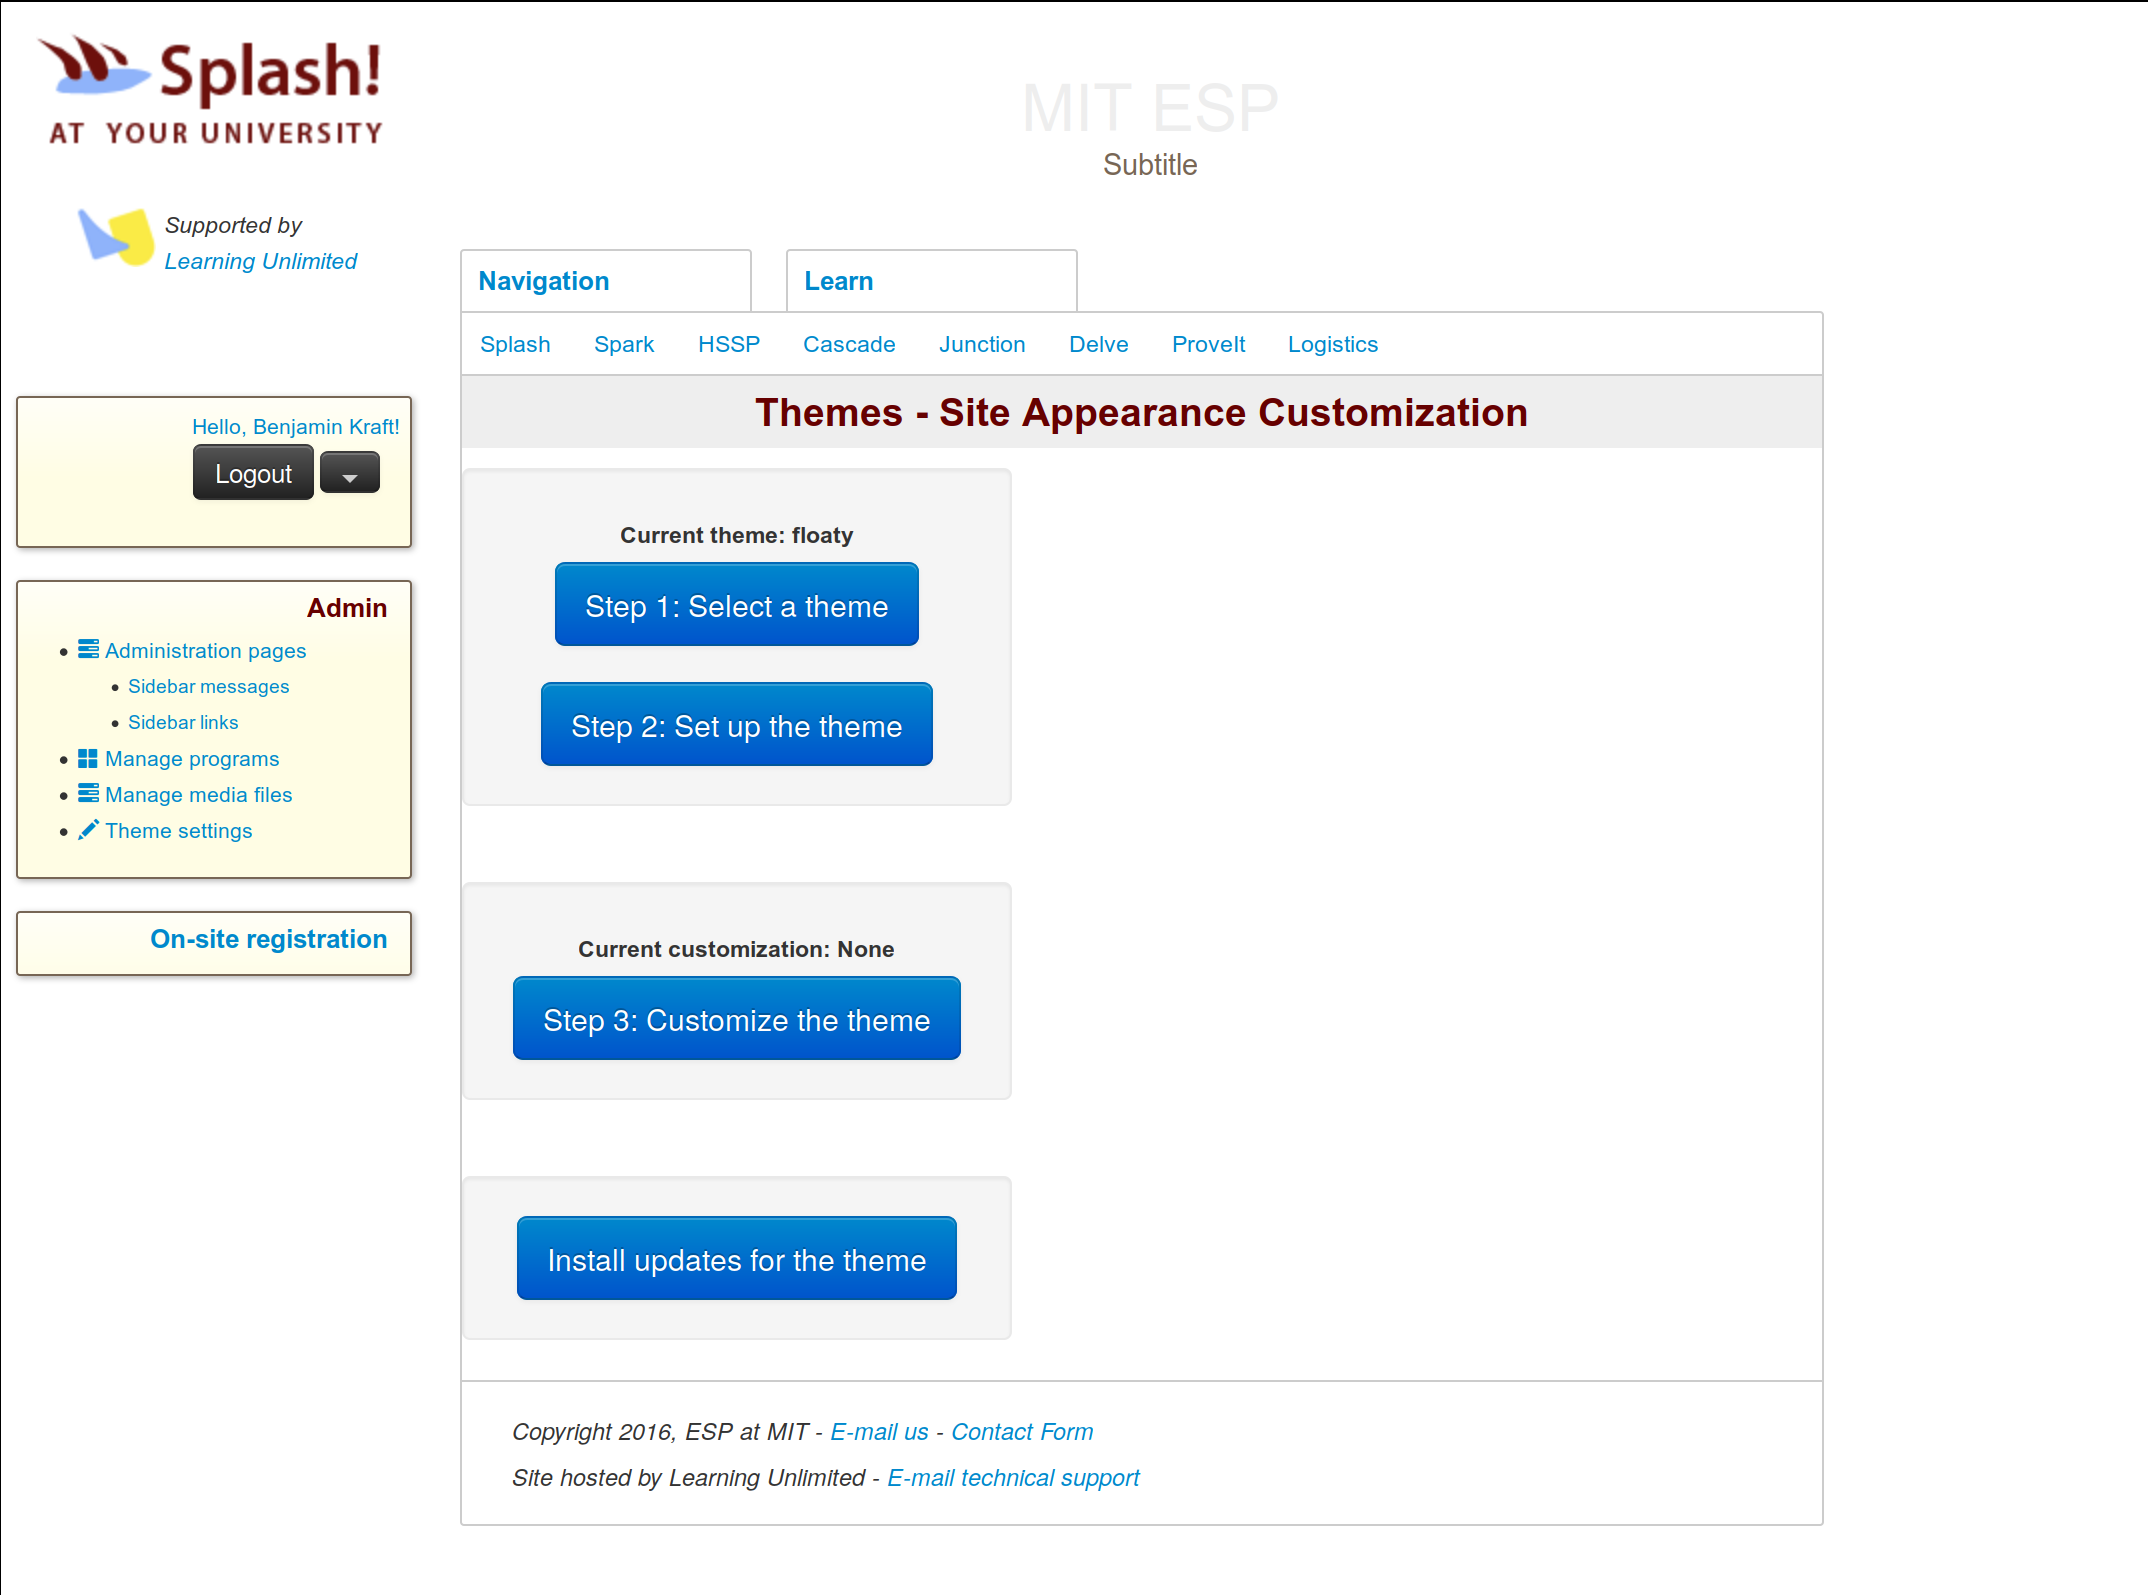 Splash!
AT YOUR UNIVERSITY
MIT ESP
Subtitle
Supported by
Learning Unlimited
Navigation
Learn
Splash Spark HSSP Cascade Junction Delve ProveIt Logistics
Themes - Site Appearance Customization
Hello, Benjamin Kraft!
Logout
Admin
Administration pages
Sidebar messages
Sidebar links
Manage programs
Manage media files
Theme settings
On-site registration
Current theme: floaty
Step 1: Select a theme
Step 2: Set up the theme
Current customization: None
Step 3: Customize the theme
Install updates for the theme
Copyright 2016, ESP at MIT - E-mail us - Contact Form
Site hosted by Learning Unlimited - E-mail technical support